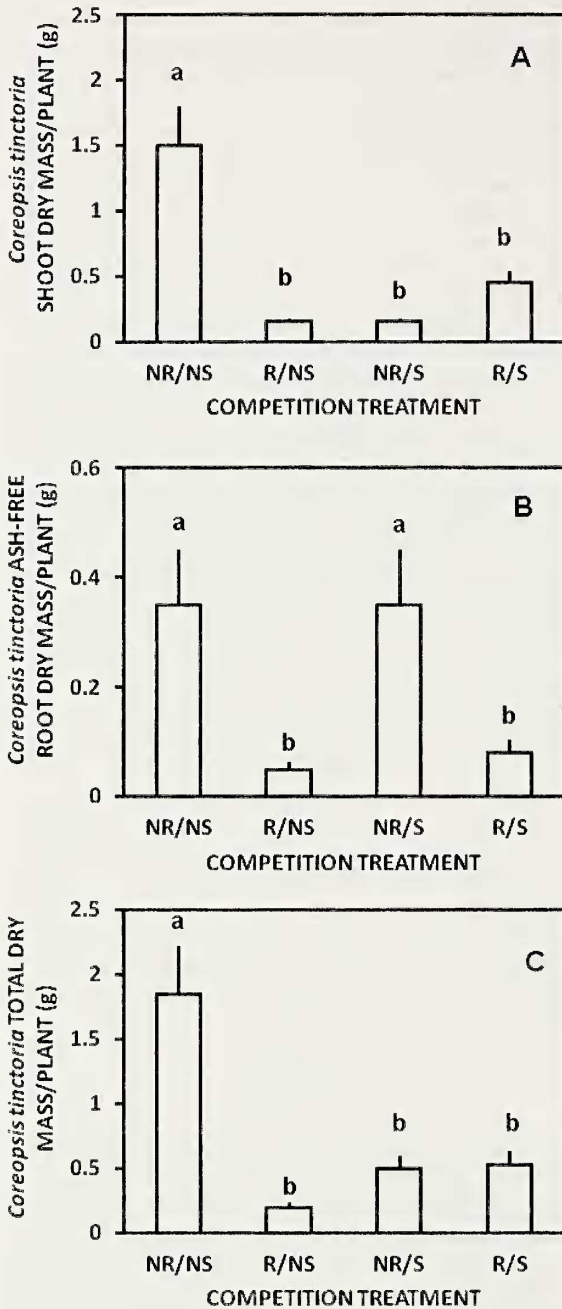 Coreopsis tinctoria
SHOOT DRY MASS/PLANT (g)
2.5
2
1.5
1
0.5
0
A
a
b
b
b
NR/NS R/NS NR/S R/S
COMPETITION TREATMENT
Coreopsis tinctoria ASH-FREE
ROOT DRY MASS/PLANT (g)
0.6
0.4
0.2
0
B
a
b
a
b
NR/NS R/NS NR/S R/S
COMPETITION TREATMENT
Coreopsis tinctoria TOTAL DRY
MASS/PLANT (g)
2.5
2
1.5
1
0.5
0
C
a
b
b
b
NR/NS R/NS NR/S R/S
COMPETITION TREATMENT